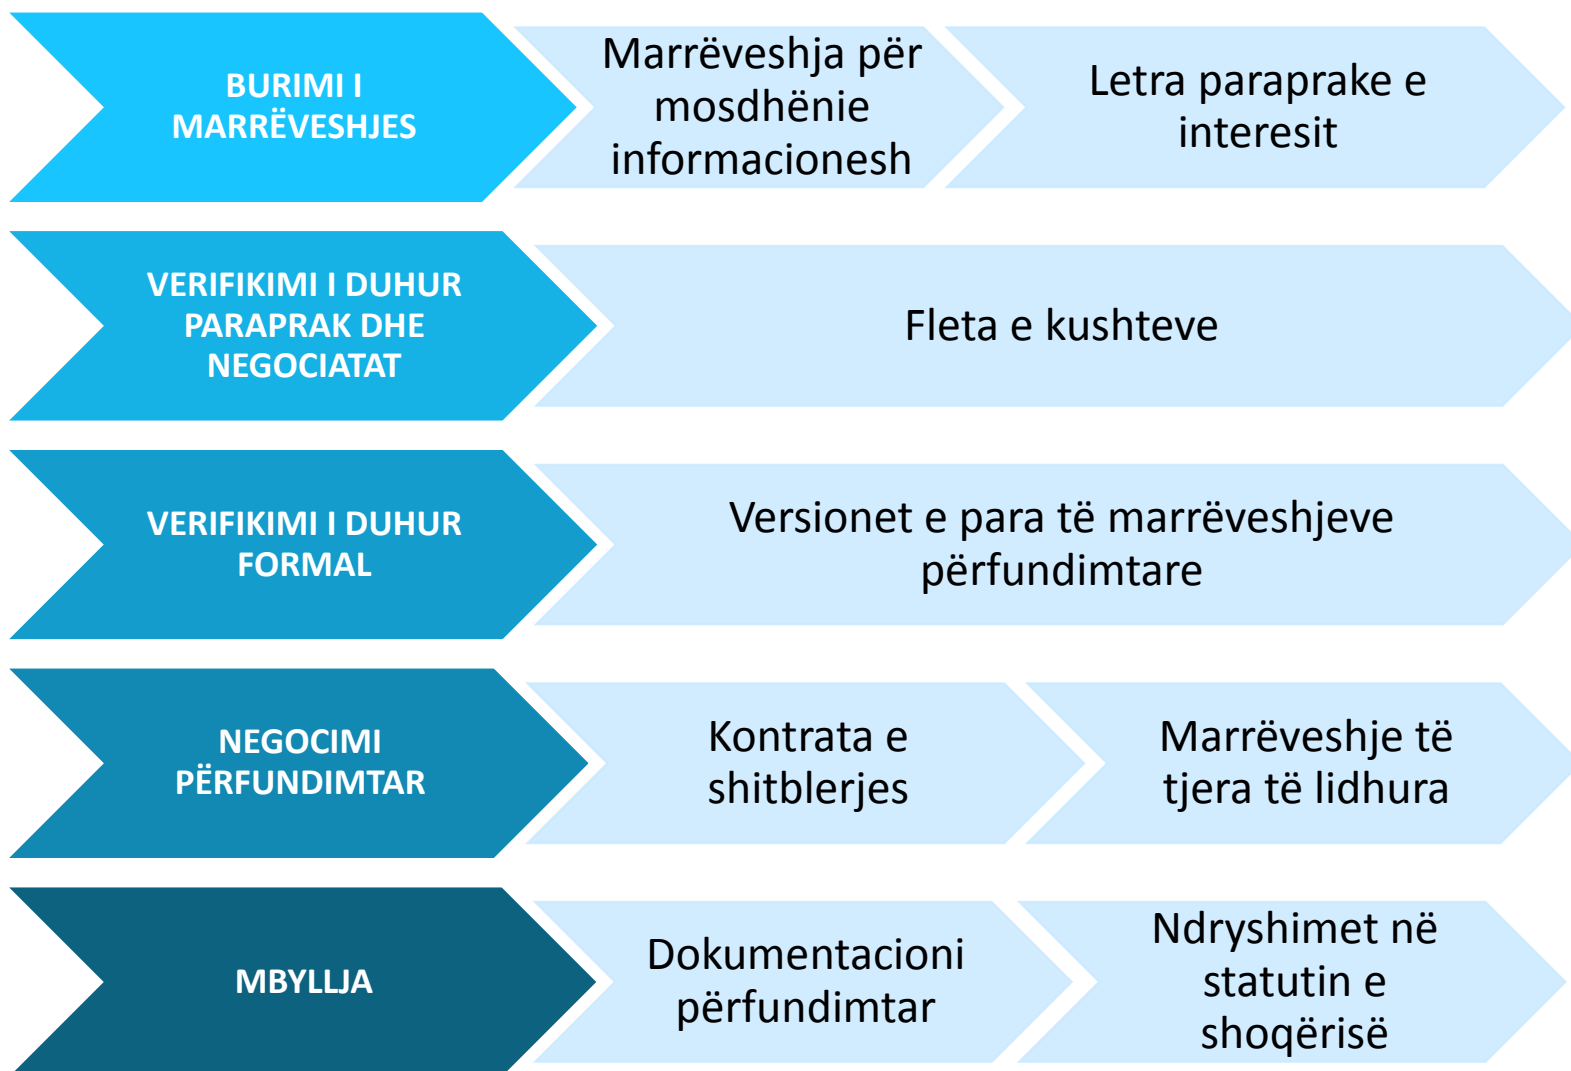 BURIMI I
MARRËVESHJES
Marrëveshja për
mosdhënie
informacionesh
Letra paraprake e
interesit
VERIFIKIMI I DUHUR
PARAPRAK DHE
NEGOCIATAT
Fleta e kushteve
VERIFIKIMI I DUHUR
FORMAL
Versionet e para të marrëveshjeve
përfundimtare
NEGOCIMI
PËRFUNDIMTAR
Kontrata e
shitblerjes
Marrëveshje të
tjera të lidhura
MBYLLJA
Dokumentacioni
përfundimtar
Ndryshimet në
statutin e
shoqërisë